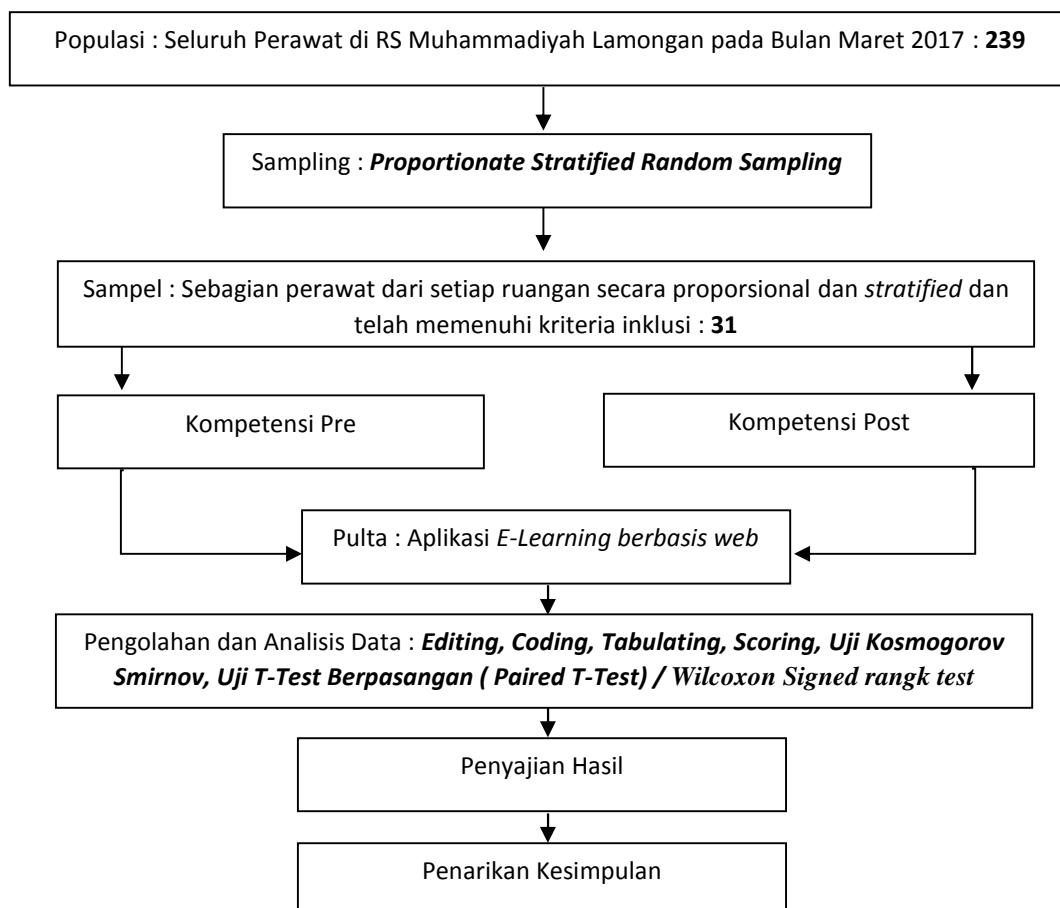 Populasi : Seluruh Perawat di RS Muhammadiyah Lamongan pada Bulan Maret 2017 : 239
Sampling : Proportionate Stratified Random Sampling
Sampel : Sebagian perawat dari setiap ruangan secara proporsional dan stratified dan
telah memenuhi kriteria inklusi : 31
Kompetensi Pre
Kompetensi Post
Pulta : Aplikasi E-Learning berbasis web
Pengolahan dan Analisis Data : Editing, Coding, Tabulating, Scoring, Uji Kosmogorov
Smirnov, Uji T-Test Berpasangan ( Paired T-Test) / Wilcoxon Signed rangk test
Penyajian Hasil
Penarikan Kesimpulan